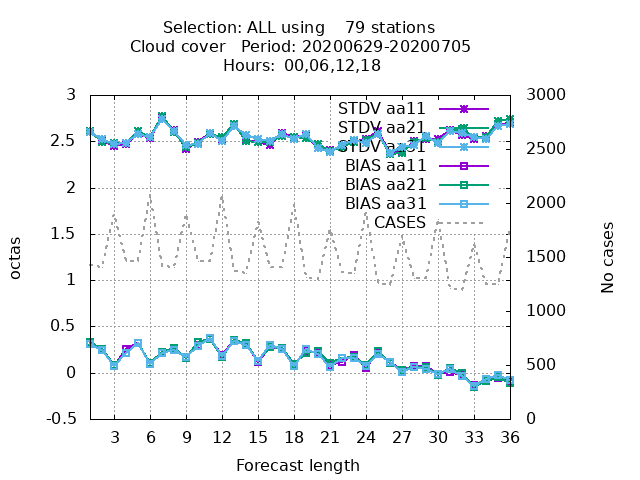 Selection: ALL using    79 stations
Cloud cover   Period: 20200629-20200705
Hours:  00,06,12,18
3
2.5
2
1.5
1
0.5
0
-0.5
octas
3000
2500
2000
1500
1000
500
0
No cases
STDV aa11
STDV aa21
STDV aa31
BIAS aa11
BIAS aa21
BIAS aa31
CASES
3 6 9 12 15 18 21 24 27 30 33 36
Forecast length